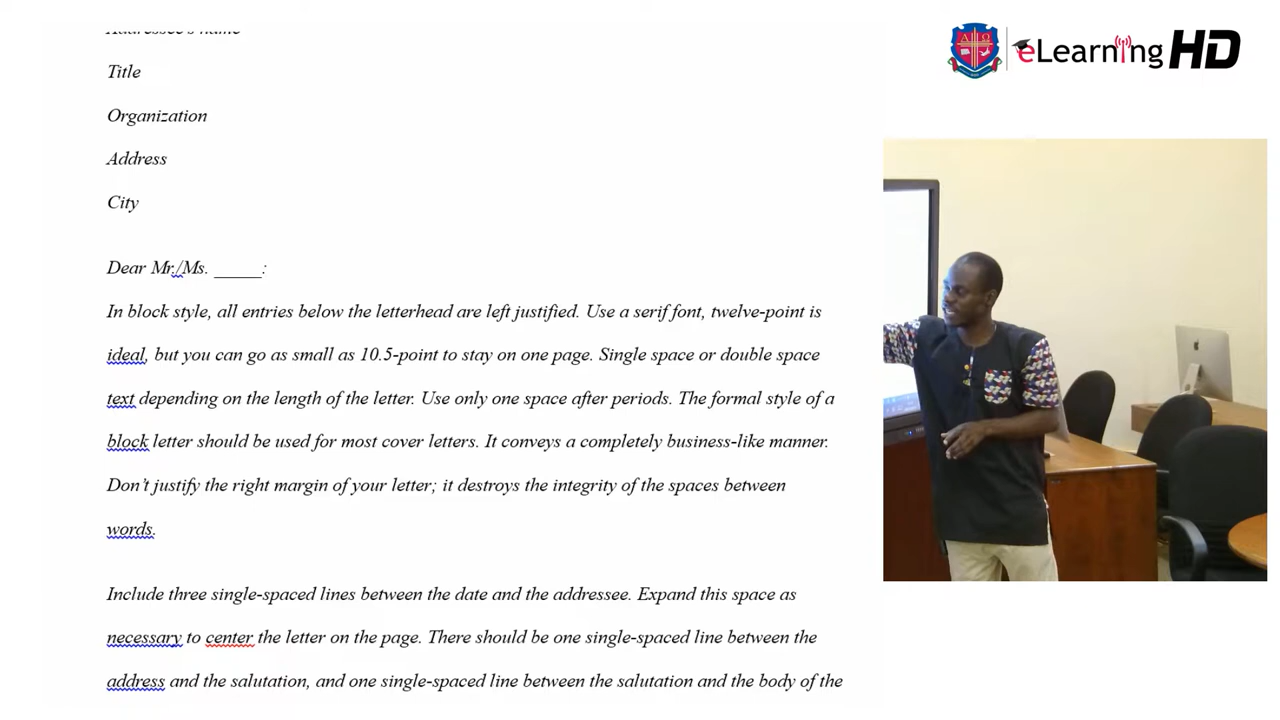 Addressee's name
Title
Organization
Address
City
Dear Mr./Ms. _____:
In block style, all entries below the letterhead are left justified. Use a serif font, twelve-point is
ideal, but you can go as small as 10.5-point to stay on one page. Single space or double space
text depending on the length of the letter. Use only one space after periods. The formal style of a
block letter should be used for most cover letters. It conveys a completely business-like manner.
Don't justify the right margin of your letter; it destroys the integrity of the spaces between
words.
Include three single-spaced lines between the date and the addressee. Expand this space as
necessary to center the letter on the page. There should be one single-spaced line between the
address and the salutation, and one single-spaced line between the salutation and the body of the
eLearning HD